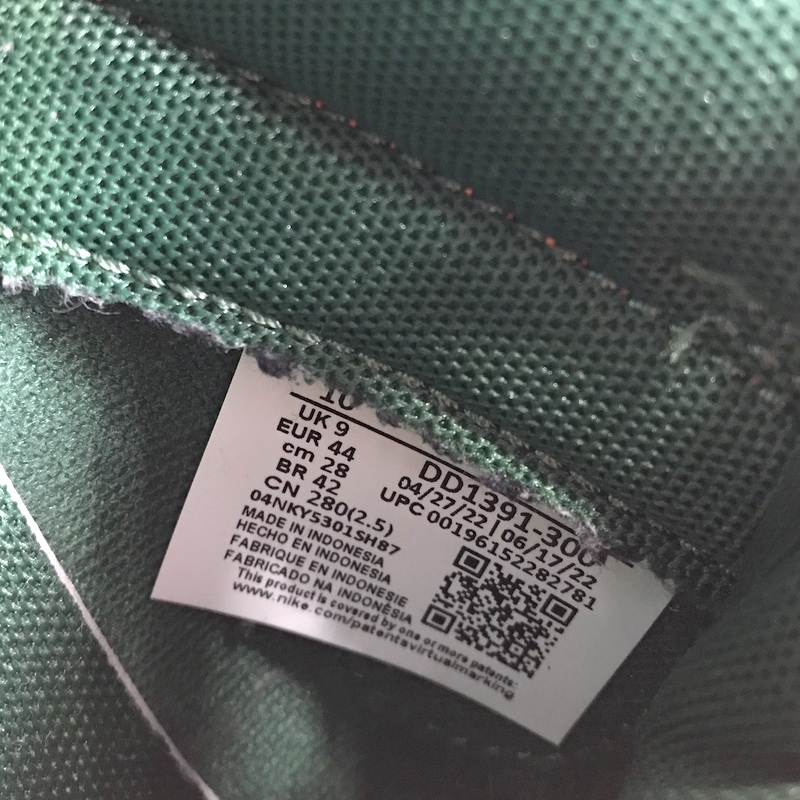 10
UK 9
EUR 44
cm 28
BR 42
CN 280(2.5)
04NKY5301SH87
MADE IN INDONESIA
HECHO EN INDONESIA
FABRIQUE EN INDONESIE
FABRICADO NA INDONÉSIA
This product is covered by one or more patents:
www.nike.com/patentsvirtualmarking
DD1391-300
04/27/22 | 06/17/22
UPC 00196152282781